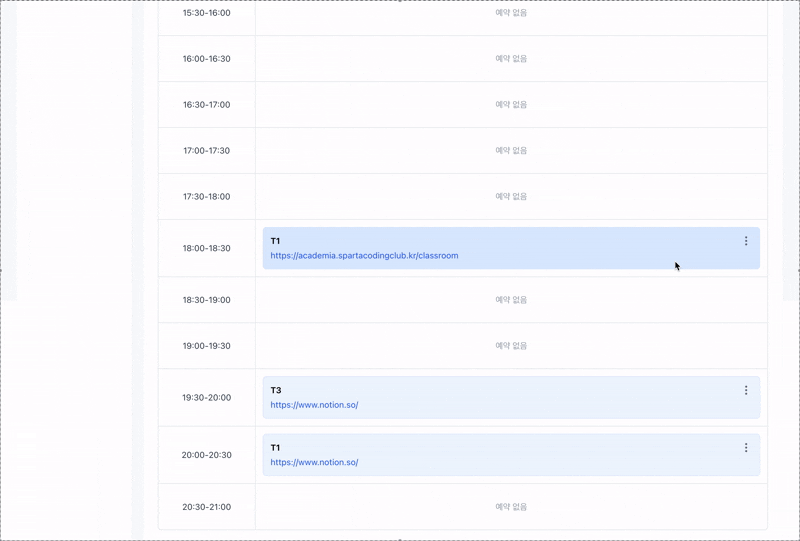 15:30-16:00 예약 없음
16:00-16:30 예약 없음
16:30-17:00 예약 없음
17:00-17:30 예약 없음
17:30-18:00 예약 없음
18:00-18:30
T1
https://academia.spartacodingclub.kr/classroom
18:30-19:00 예약 없음
19:00-19:30 예약 없음
19:30-20:00
T3
https://www.notion.so/
20:00-20:30
T1
https://www.notion.so/
20:30-21:00 예약 없음